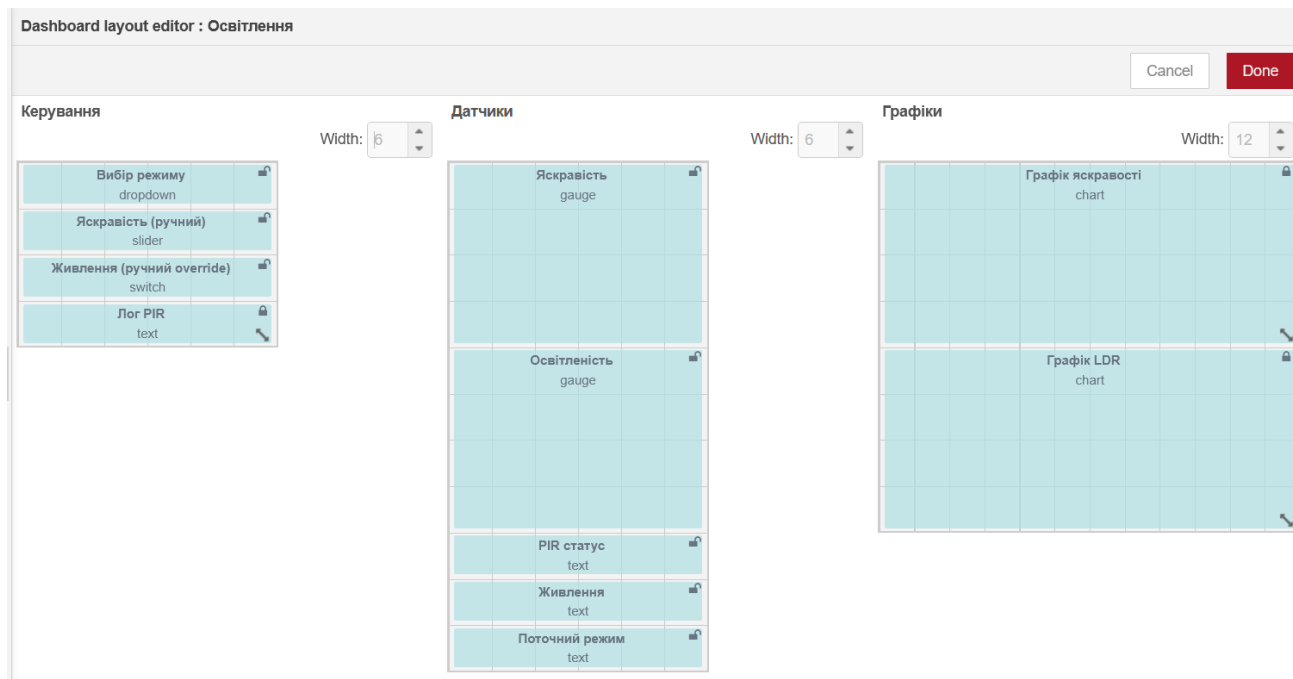 Dashboard layout editor : Освітлення
Cancel
Done
Керування
Width: 6
Вибір режиму
dropdown
Яскравість (ручний)
slider
Живлення (ручний override)
switch
Лог PIR
text
Датчики
Width: 6
Яскравість
gauge
Освітленість
gauge
PIR статус
text
Живлення
text
Поточний режим
text
Графіки
Width: 12
Графік яскравості
chart
Графік LDR
chart